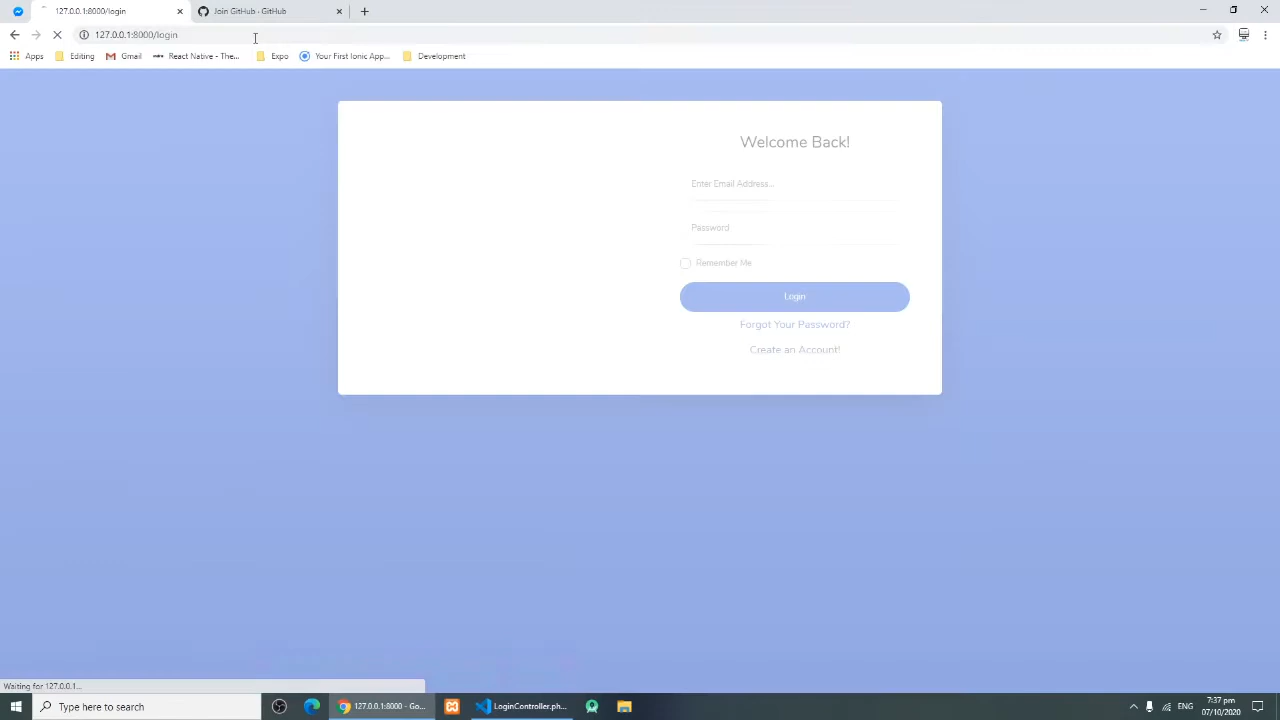 127.0.0.1:8000/login
Join GitHub · GitHub
127.0.0.1:8000/login
Apps
Editing
Gmail
React Native - The...
Expo
Your First Ionic App...
Development
Welcome Back!
Enter Email Address...
Password
Remember Me
Login
Forgot Your Password?
Create an Account!
Waiting for 127.0.0.1...
Type here to search
127.0.0.1:8000 - Go...
LoginController.ph...
ENG
7:37 pm
07/10/2020